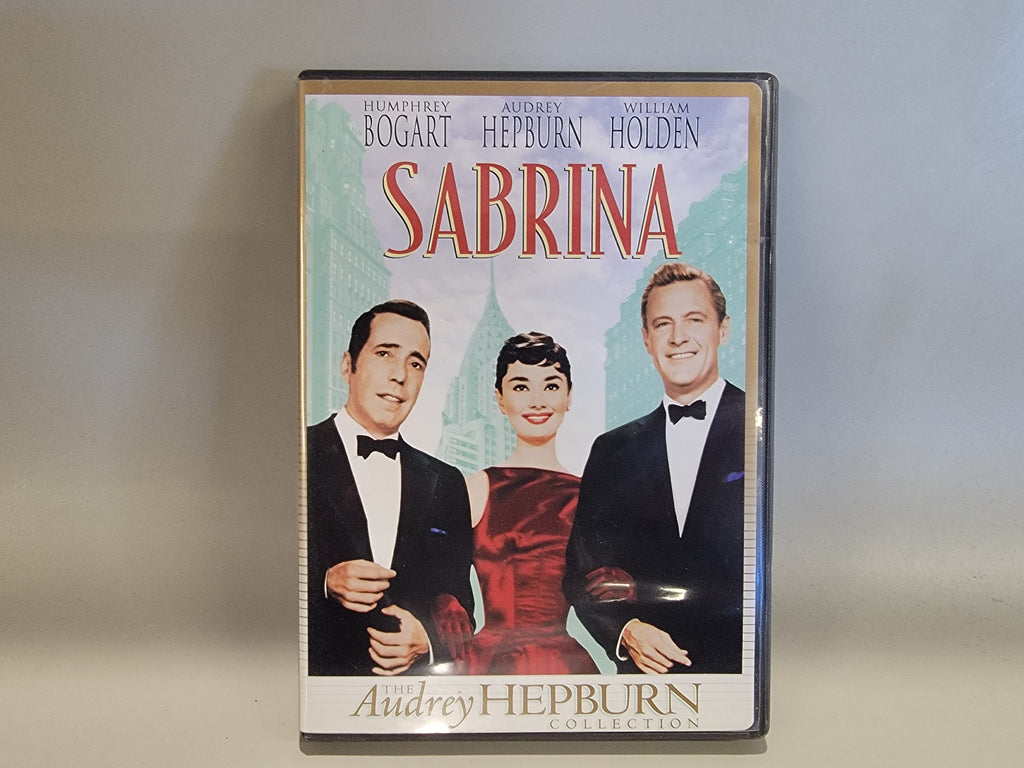 HUMPHREY AUDREY WILLIAM
BOGART HEPBURN HOLDEN
SABRINA
THE
Audrey HEPBURN
COLLECTION